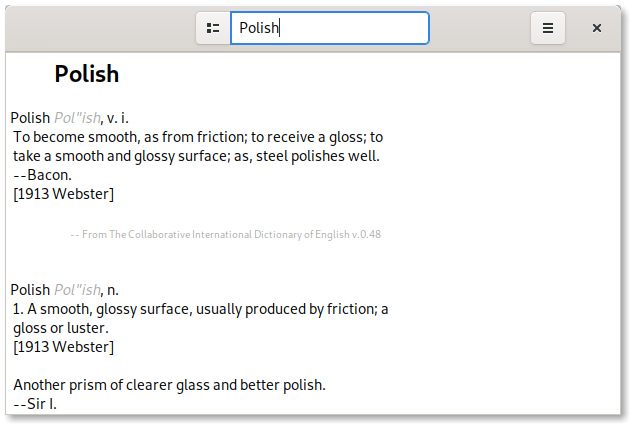 Polish
Polish
Polish Pol"ish, v. i.
To become smooth, as from friction; to receive a gloss; to
take a smooth and glossy surface; as, steel polishes well.
--Bacon.
[1913 Webster]
-- From The Collaborative International Dictionary of English v.0.48
Polish Pol"ish, n.
1. A smooth, glossy surface, usually produced by friction; a
gloss or luster.
[1913 Webster]
Another prism of clearer glass and better polish.
--Sir I.